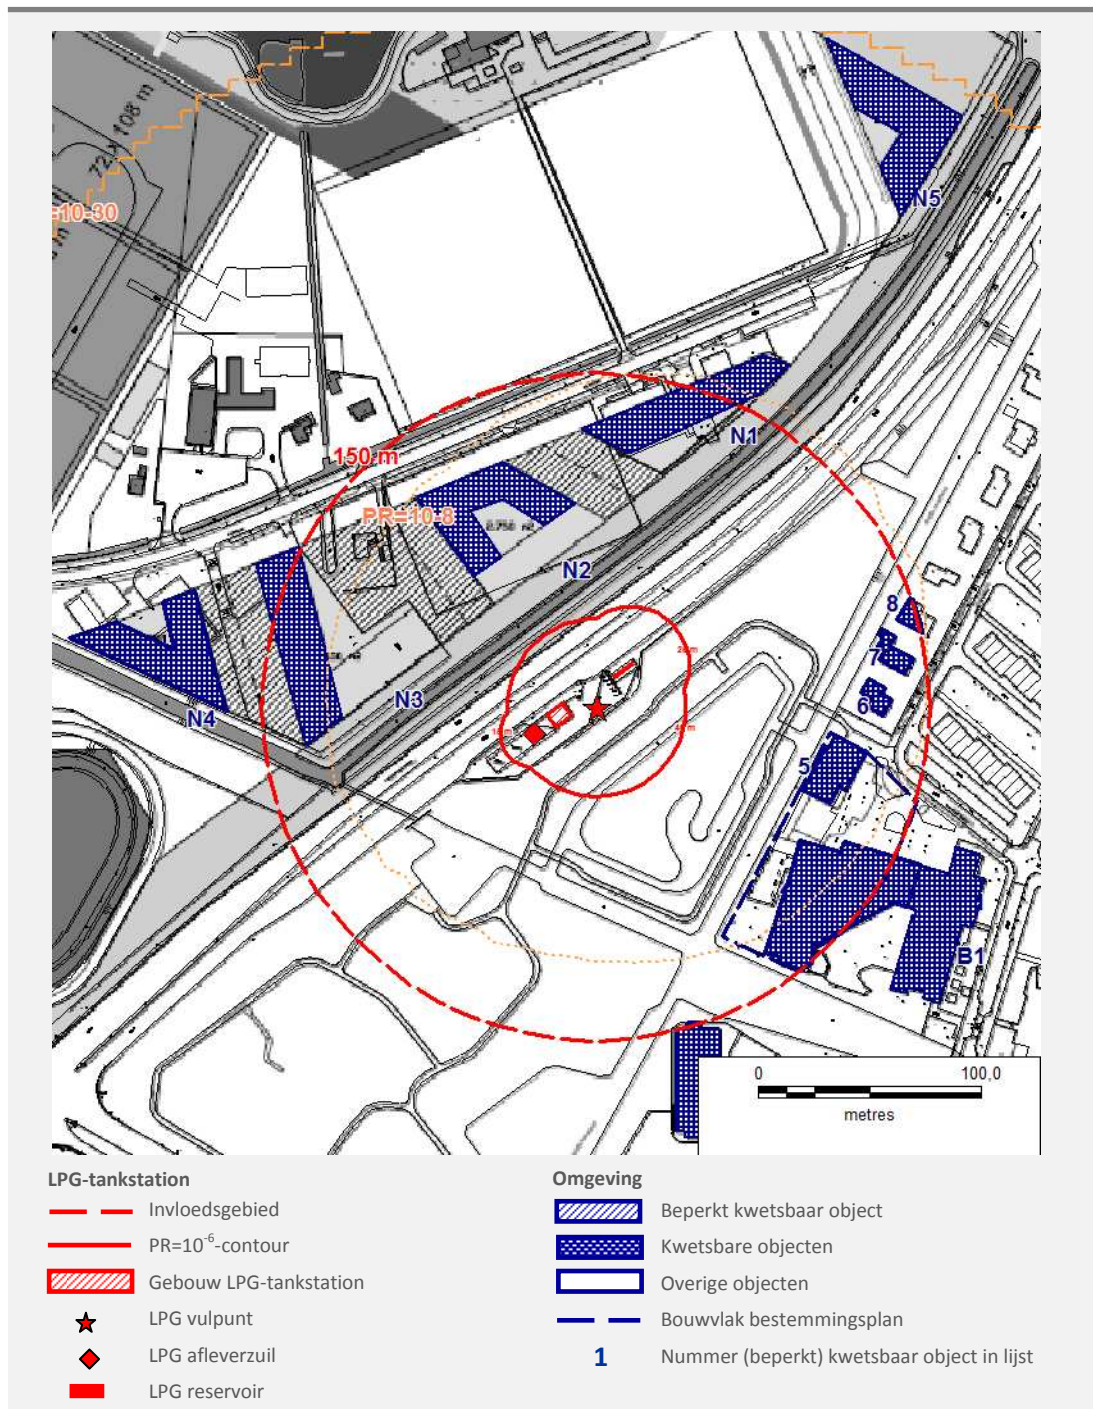 72 x 108 m
=10-30
N5
150 m
N1
PR=10-8
N2
8
7
6
N3
N4
5
B1
0
100,0
metres
LPG-tankstation
Invloedsgebied
PR=10⁻⁶-contour
Gebouw LPG-tankstation
LPG vulpunt
LPG afleverzuil
LPG reservoir
Omgeving
Beperkt kwetsbaar object
Kwetsbare objecten
Overige objecten
Bouwvlak bestemmingsplan
1
Nummer (beperkt) kwetsbaar object in lijst